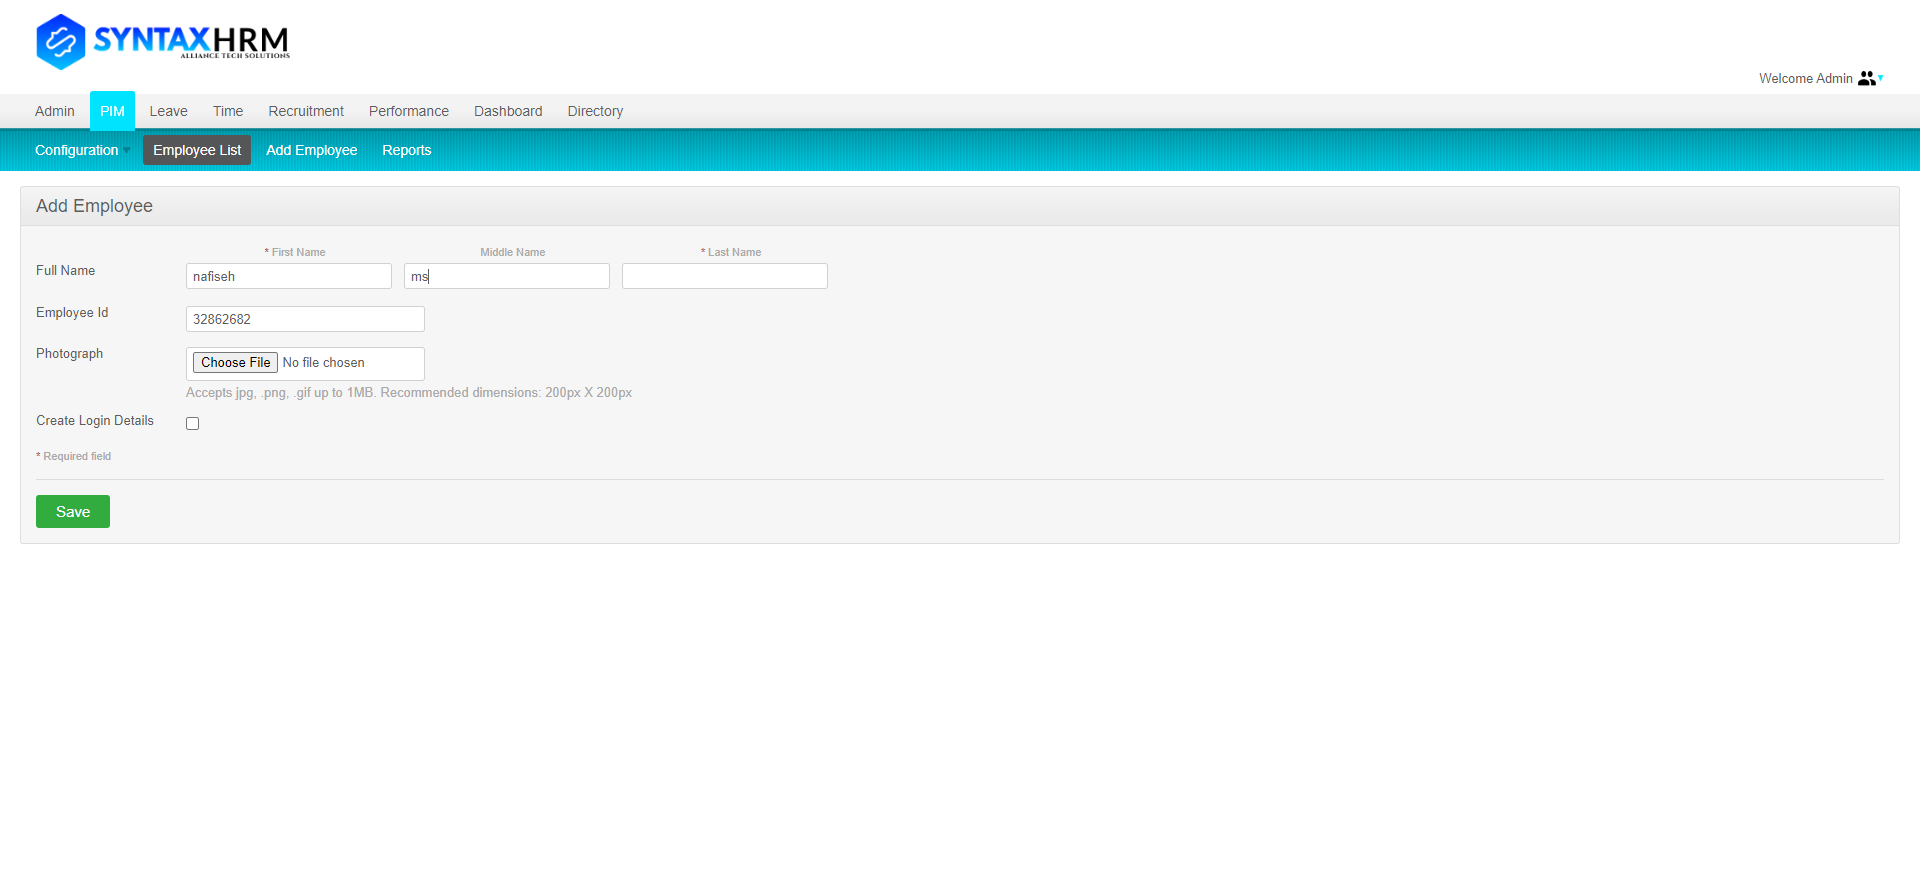 SYNTAXHRM
ALLIANCE TECH SOLUTIONS
Welcome Admin
Admin PIM Leave Time Recruitment Performance Dashboard Directory
Configuration Employee List Add Employee Reports
Add Employee
* First Name Middle Name * Last Name
Full Name nafiseh ms
Employee Id 32862682
Photograph Choose File No file chosen
Accepts jpg, .png, .gif up to 1MB. Recommended dimensions: 200px X 200px
Create Login Details
* Required field
Save